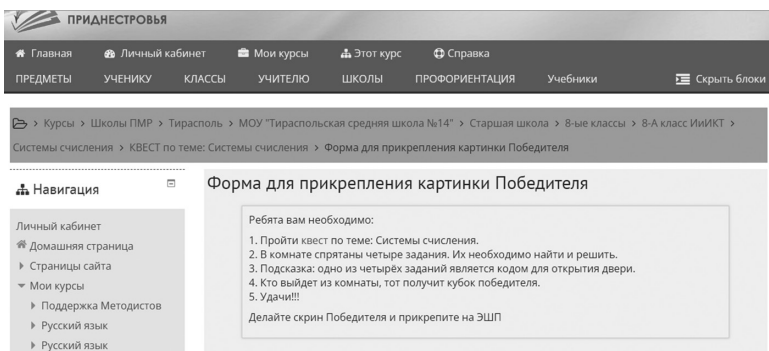 ПРИДНЕСТРОВЬЯ
Главная Личный кабинет Мои курсы Этот курс Справка
ПРЕДМЕТЫ УЧЕНИКУ КЛАССЫ УЧИТЕЛЮ ШКОЛЫ ПРОФОРИЕНТАЦИЯ Учебники Скрыть блоки
> Курсы > Школы ПМР > Тирасполь > МОУ "Тираспольская средняя школа №14" > Старшая школа > 8-ые классы > 8-А класс ИиИКТ >
Системы счисления > КВЕСТ по теме: Системы счисления > Форма для прикрепления картинки Победителя
Навигация
Личный кабинет
Домашняя страница
Страницы сайта
Мои курсы
Поддержка Методистов
Русский язык
Русский язык
Форма для прикрепления картинки Победителя
Ребята вам необходимо:
1. Пройти квест по теме: Системы счисления.
2. В комнате спрятаны четыре задания. Их необходимо найти и решить.
3. Подсказка: одно из четырёх заданий является кодом для открытия двери.
4. Кто выйдет из комнаты, тот получит кубок победителя.
5. Удачи!!!
Делайте скрин Победителя и прикрепите на ЭШП